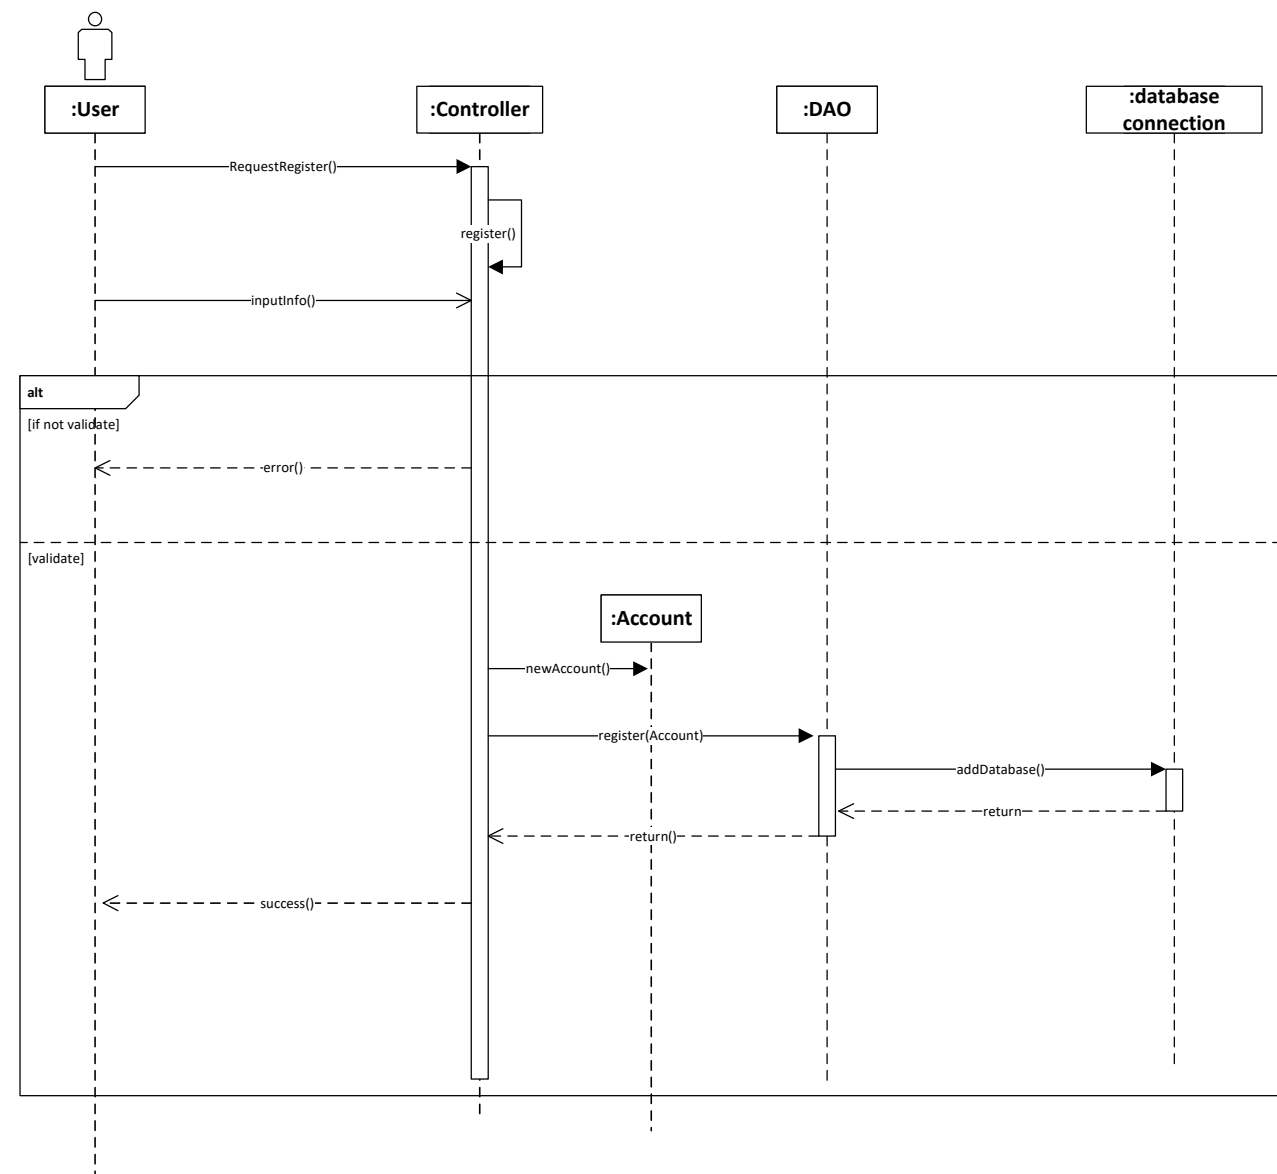 :User
:Controller
:DAO
:database
connection
RequestRegister()
register()
inputInfo()
alt
[if not validate]
error()
[validate]
:Account
newAccount()
register(Account)
addDatabase()
return
return()
success()